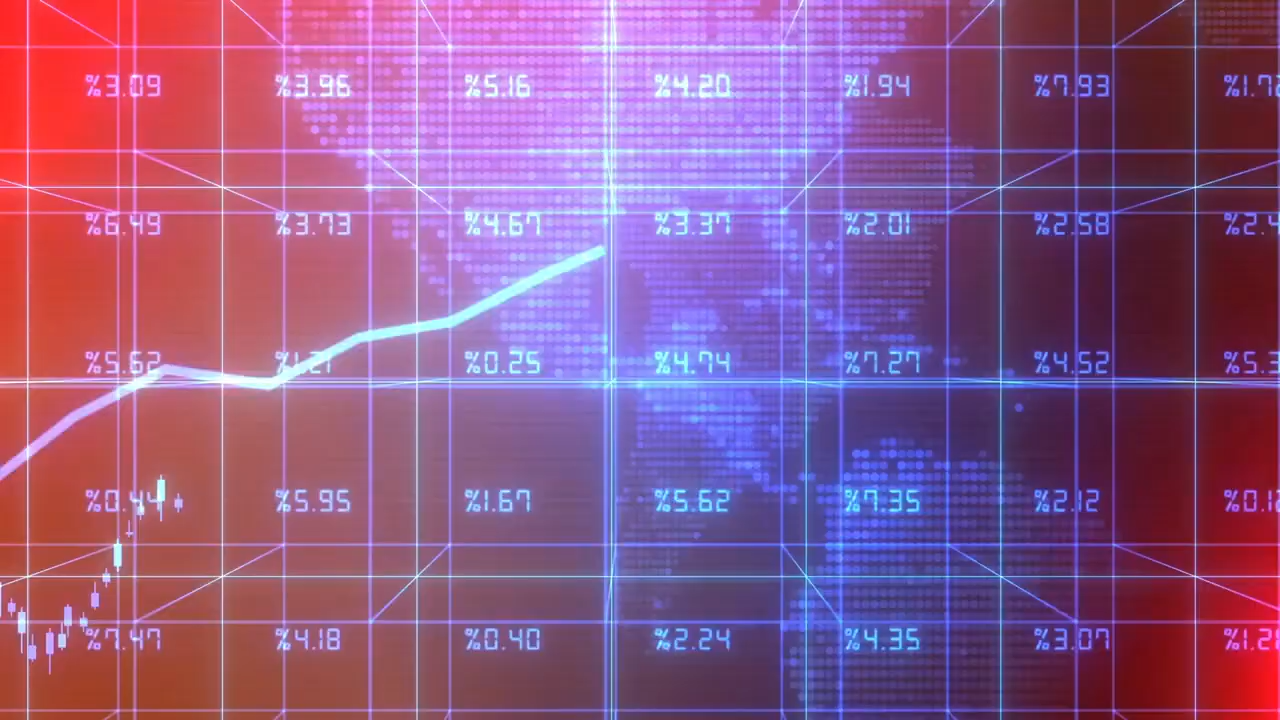 %3.09 %3.96 %5.16 %4.20 %1.94 %7.93
%6.49 %3.73 %4.67 %3.37 %2.01 %2.58
%5.62 %1.21 %0.25 %4.74 %7.27 %4.52
%0.44 %5.95 %1.67 %5.62 %7.35 %2.12
%7.47 %4.18 %0.40 %2.24 %4.35 %3.07